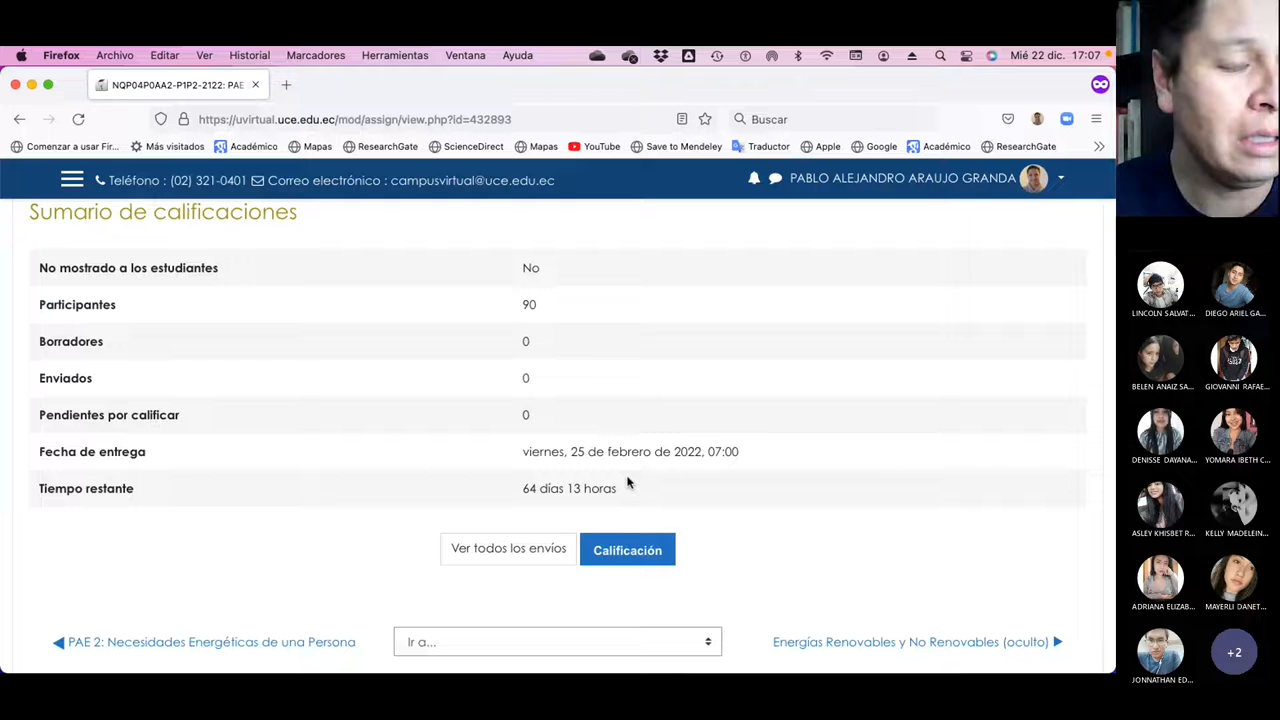 Firefox Archivo Editar Ver Historial Marcadores Herramientas Ventana Ayuda Mié 22 dic. 17:07
NQP04P0AA2-P1P2-2122: PAE
https://uvirtual.uce.edu.ec/mod/assign/view.php?id=432893 Buscar
Comenzar a usar Fir... Más visitados Académico Mapas ResearchGate ScienceDirect Mapas YouTube Save to Mendeley Traductor Apple Google Académico ResearchGate
Teléfono : (02) 321-0401 Correo electrónico : campusvirtual@uce.edu.ec PABLO ALEJANDRO ARAUJO GRANDA
Sumario de calificaciones
No mostrado a los estudiantes No
Participantes 90
Borradores 0
Enviados 0
Pendientes por calificar 0
Fecha de entrega viernes, 25 de febrero de 2022, 07:00
Tiempo restante 64 días 13 horas
Ver todos los envíos Calificación
PAE 2: Necesidades Energéticas de una Persona Ir a... Energías Renovables y No Renovables (oculto)
LINCOLN SALVAT... DIEGO ARIEL GA...
BELEN ANAIZ SA... GIOVANNI RAFAE...
DENISSE DAYANA... YOMARA IBETH C...
ASLEY KHISBET R... KELLY MADELEIN...
ADRIANA ELIZAB... MAYERLI DANET...
JONNATHAN ED... +2